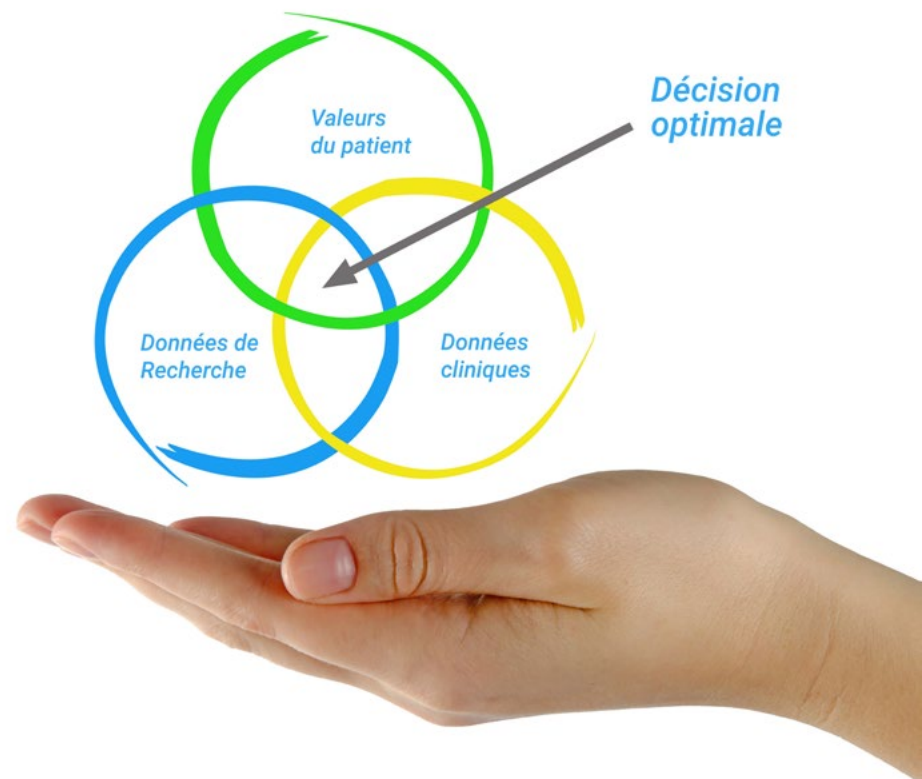 Valeurs
du patient
Décision
optimale
Données de
Recherche
Données
cliniques